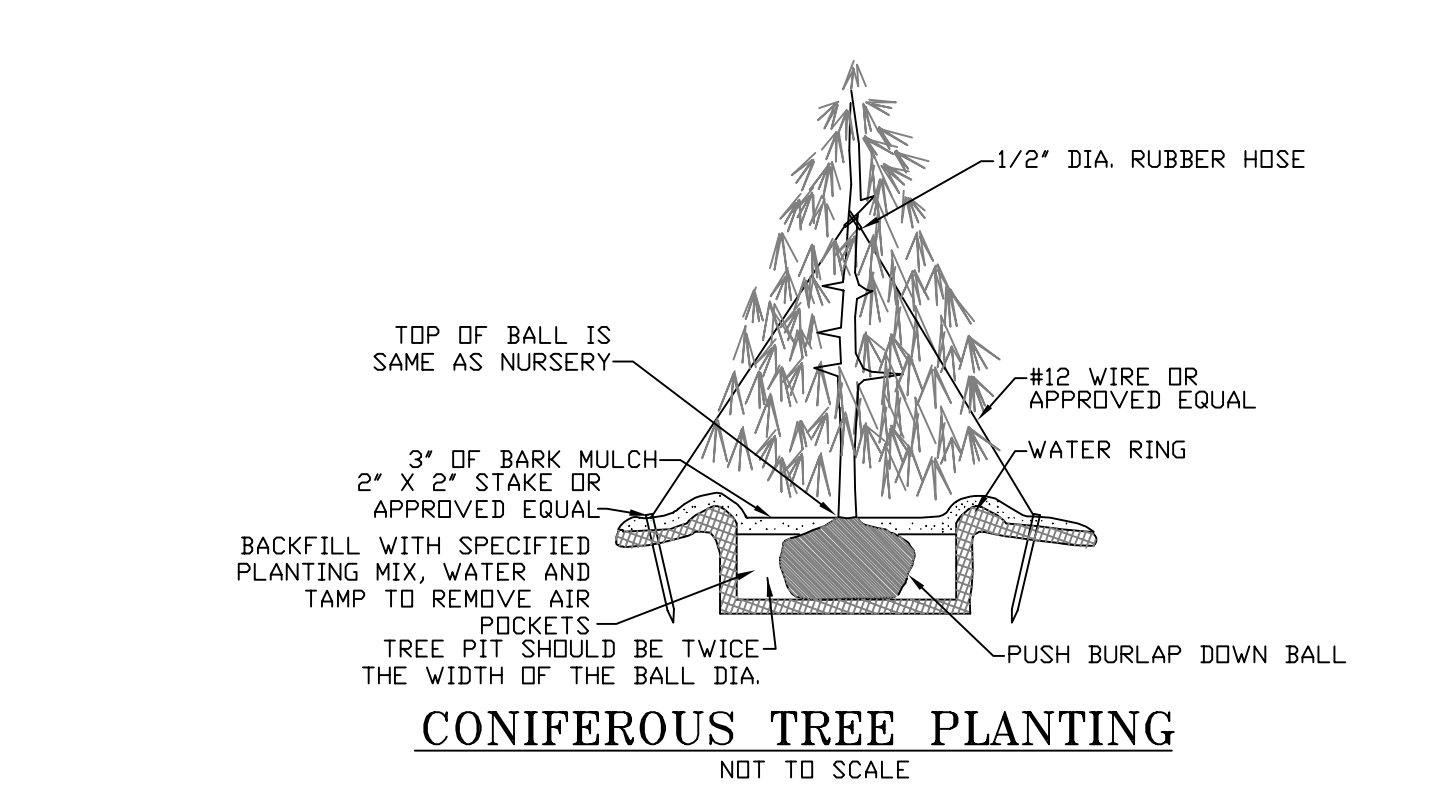 1/2" DIA. RUBBER HOSE
TOP OF BALL IS
SAME AS NURSERY
#12 WIRE OR
APPROVED EQUAL
WATER RING
3" OF BARK MULCH
2" X 2" STAKE OR
APPROVED EQUAL
BACKFILL WITH SPECIFIED
PLANTING MIX, WATER AND
TAMP TO REMOVE AIR
POCKETS
TREE PIT SHOULD BE TWICE
THE WIDTH OF THE BALL DIA.
PUSH BURLAP DOWN BALL
CONIFEROUS TREE PLANTING
NOT TO SCALE